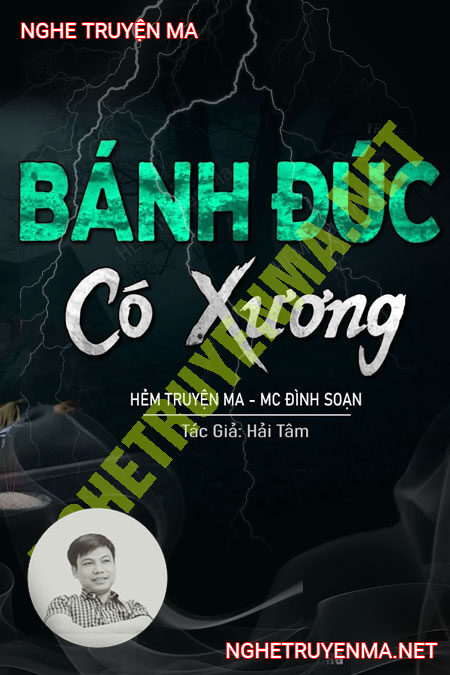 NGHE TRUYỆN MA
BÁNH ĐÚC
Có Xương
NGHETRUYENMA.NET
HẺM TRUYỆN MA - MC ĐÌNH SOẠN
Tác Giả: Hải Tâm
NGHETRUYENMA.NET